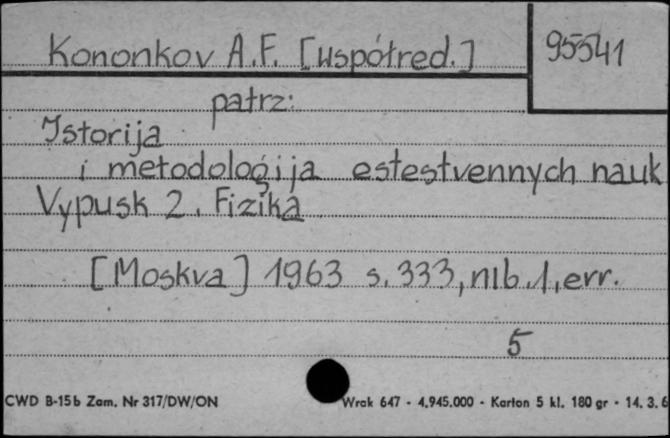 Kononkov A.F. [współred.]
95541
patrz:
Istorija
i metodologija estestvennych nauk
Vypusk 2. Fizika
[Moskva] 1963 s. 333, nlb. 1, err.
5
CWD B-15b Zam. Nr 317/DW/ON
Wrak 647 - 4.945.000 - Karton 5 kl. 180 gr - 14. 3. 6